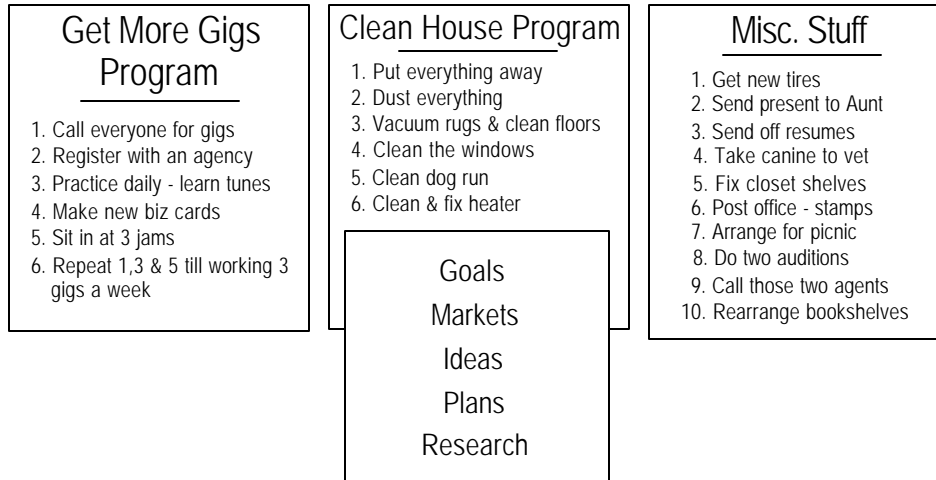 Get More Gigs
Program
1. Call everyone for gigs
2. Register with an agency
3. Practice daily - learn tunes
4. Make new biz cards
5. Sit in at 3 jams
6. Repeat 1,3 & 5 till working 3
gigs a week
Clean House Program
1. Put everything away
2. Dust everything
3. Vacuum rugs & clean floors
4. Clean the windows
5. Clean dog run
6. Clean & fix heater
Goals
Markets
Ideas
Plans
Research
Misc. Stuff
1. Get new tires
2. Send present to Aunt
3. Send off resumes
4. Take canine to vet
5. Fix closet shelves
6. Post office - stamps
7. Arrange for picnic
8. Do two auditions
9. Call those two agents
10. Rearrange bookshelves